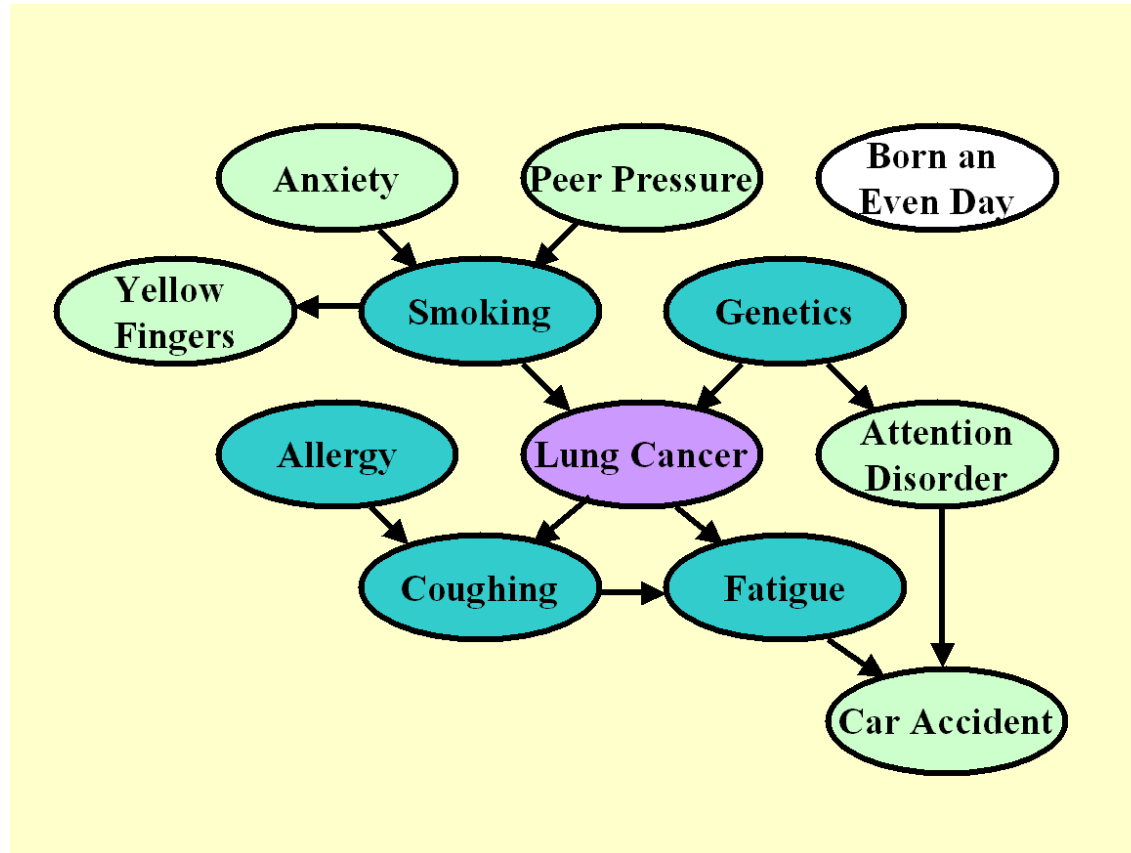 Anxiety
Peer Pressure
Born an
Even Day
Yellow
Fingers
Smoking
Genetics
Allergy
Lung Cancer
Attention
Disorder
Coughing
Fatigue
Car Accident